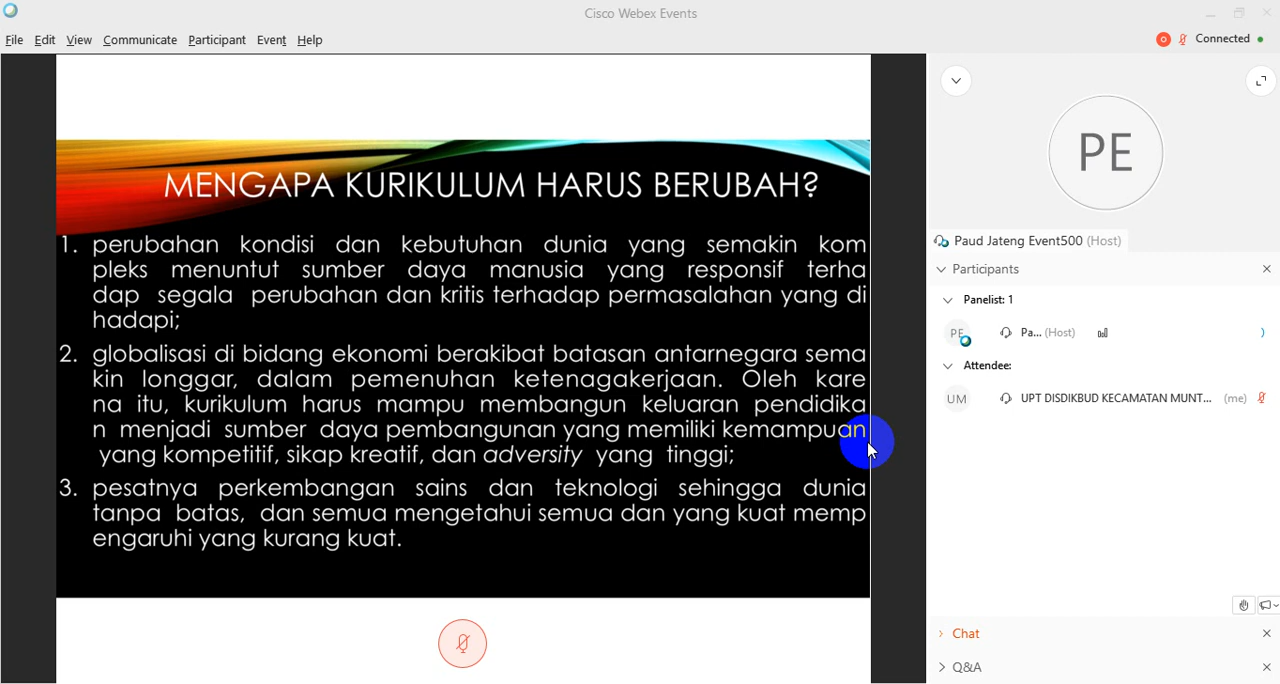 Cisco Webex Events
File Edit View Communicate Participant Event Help
Connected
MENGAPA KURIKULUM HARUS BERUBAH?
1. perubahan kondisi dan kebutuhan dunia yang semakin kom
pleks menuntut sumber daya manusia yang responsif terha
dap segala perubahan dan kritis terhadap permasalahan yang di
hadapi;
2. globalisasi di bidang ekonomi berakibat batasan antarnegara sema
kin longgar, dalam pemenuhan ketenagakerjaan. Oleh kare
na itu, kurikulum harus mampu membangun keluaran pendidika
n menjadi sumber daya pembangunan yang memiliki kemampuan
yang kompetitif, sikap kreatif, dan adversity yang tinggi;
3. pesatnya perkembangan sains dan teknologi sehingga dunia
tanpa batas, dan semua mengetahui semua dan yang kuat memp
engaruhi yang kurang kuat.
PE
Paud Jateng Event500 (Host)
Participants
Panelist: 1
PE Pa... (Host)
Attendee:
UM UPT DISDIKBUD KECAMATAN MUNT... (me)
Chat
Q&A